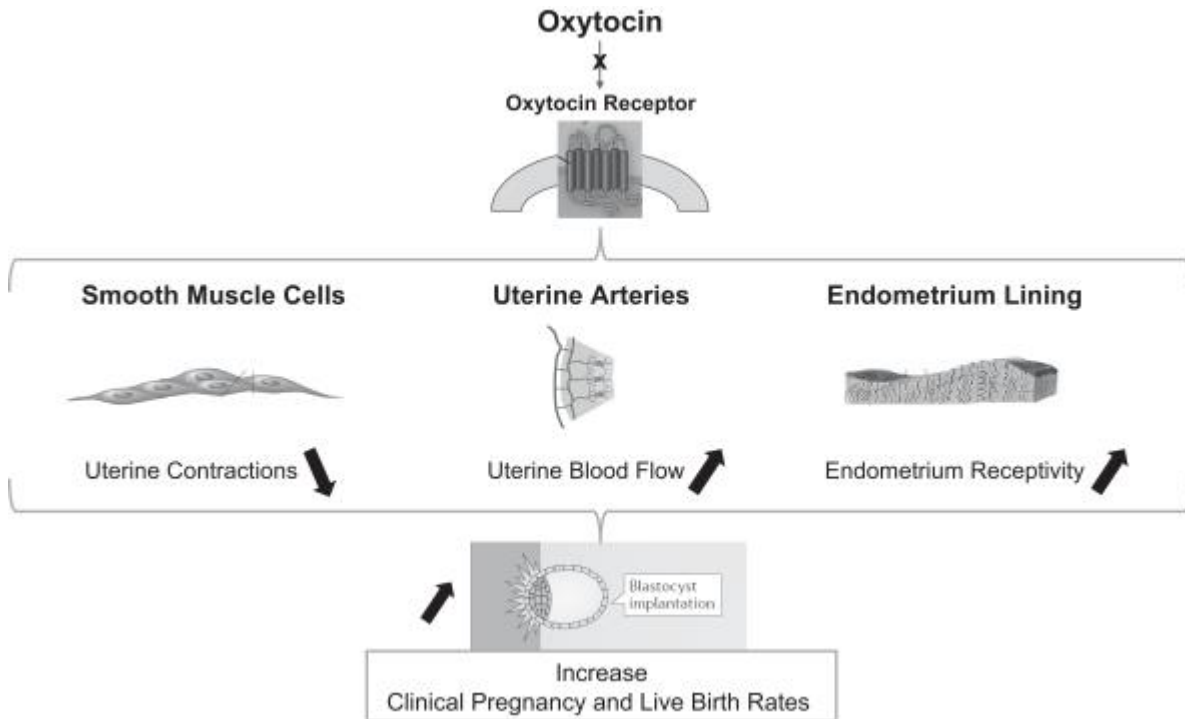 Oxytocin
X
Oxytocin Receptor
Smooth Muscle Cells
Uterine Arteries
Endometrium Lining
Uterine Contractions
Uterine Blood Flow
Endometrium Receptivity
Blastocyst
implantation
Increase
Clinical Pregnancy and Live Birth Rates